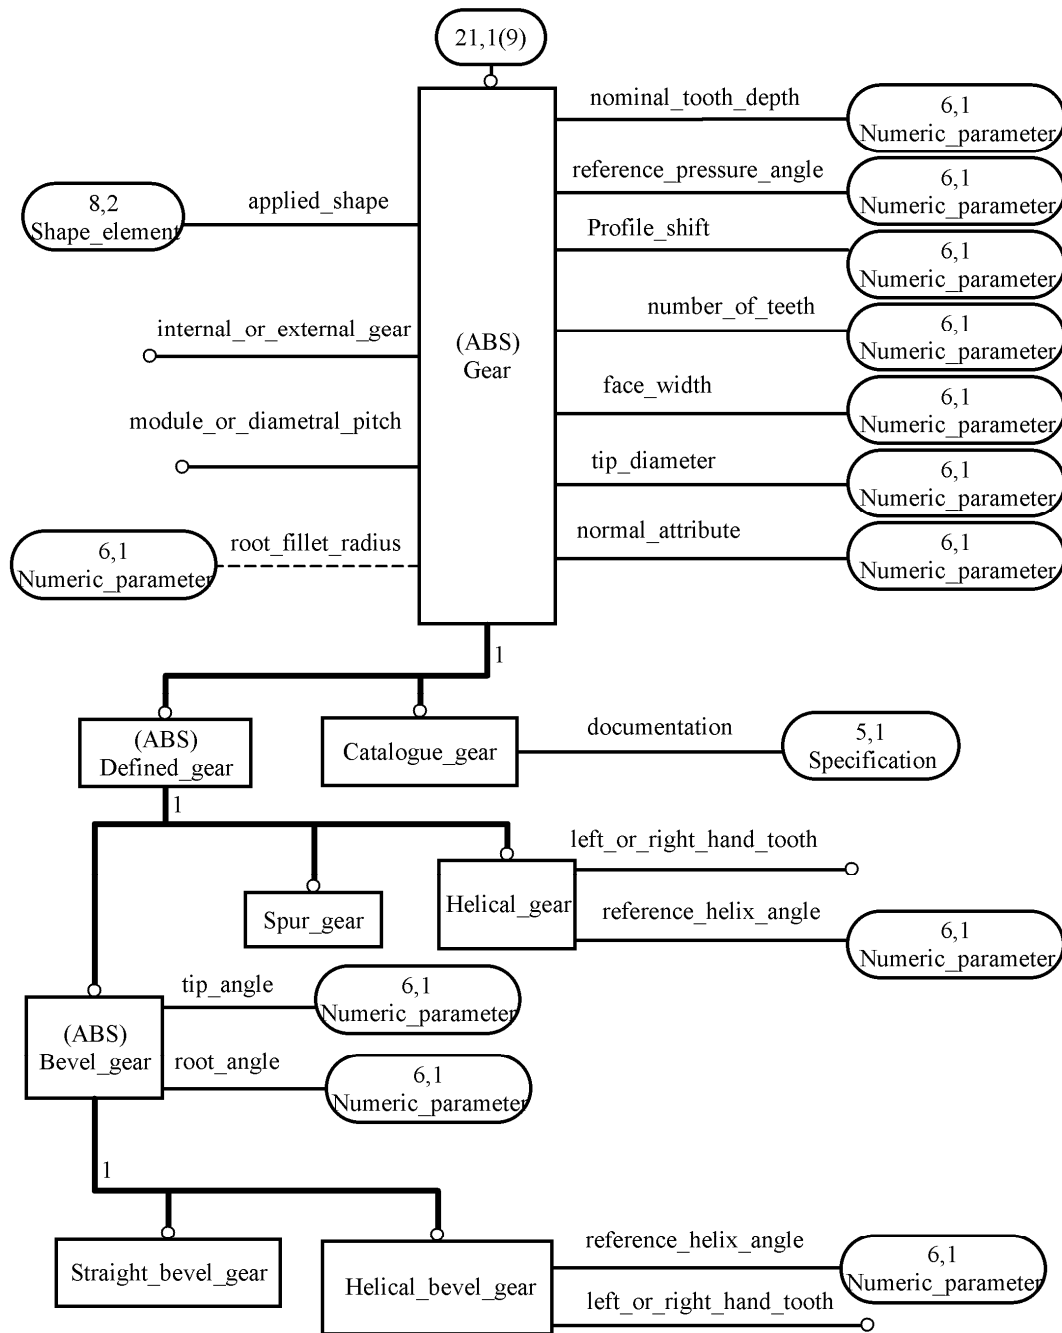 21,1(9)
nominal_tooth_depth
6,1
Numeric_parameter
reference_pressure_angle
6,1
Numeric_parameter
8,2
Shape_element
applied_shape
Profile_shift
6,1
Numeric_parameter
internal_or_external_gear
(ABS)
Gear
number_of_teeth
6,1
Numeric_parameter
face_width
6,1
Numeric_parameter
module_or_diametral_pitch
tip_diameter
6,1
Numeric_parameter
6,1
Numeric_parameter
root_fillet_radius
normal_attribute
6,1
Numeric_parameter
1
(ABS)
Defined_gear
Catalogue_gear
documentation
5,1
Specification
1
left_or_right_hand_tooth
Spur_gear
Helical_gear
reference_helix_angle
6,1
Numeric_parameter
(ABS)
Bevel_gear
tip_angle
6,1
Numeric_parameter
root_angle
6,1
Numeric_parameter
1
Straight_bevel_gear
Helical_bevel_gear
reference_helix_angle
6,1
Numeric_parameter
left_or_right_hand_tooth